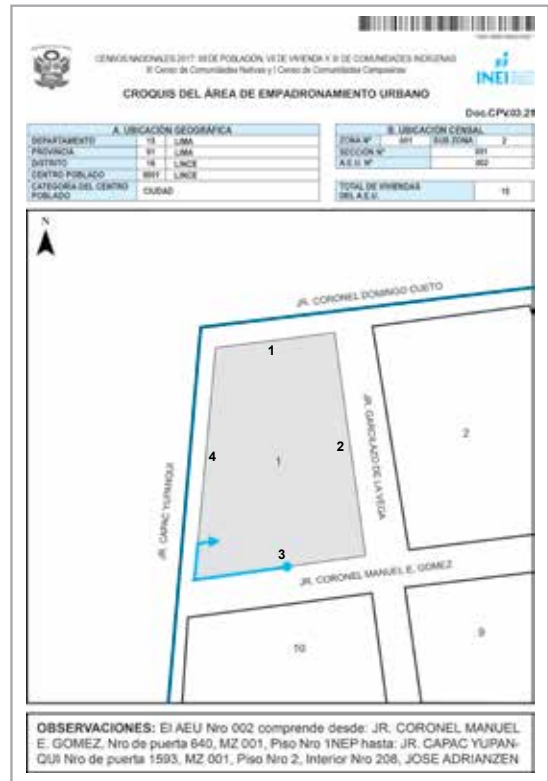 CENSOS NACIONALES 2017: XII DE POBLACIÓN, VII DE VIVIENDA Y III DE COMUNIDADES INDÍGENAS
III Censo de Comunidades Nativas y I Censo de Comunidades Campesinas
INEI
CROQUIS DEL ÁREA DE EMPADRONAMIENTO URBANO
Doc.CPV.03.21
A. UBICACIÓN GEOGRÁFICA
DEPARTAMENTO 15 LIMA
PROVINCIA 01 LIMA
DISTRITO 16 LINCE
CENTRO POBLADO 0001 LINCE
CATEGORÍA DEL CENTRO POBLADO CIUDAD
B. UBICACIÓN CENSAL
ZONA Nº 001 SUB ZONA 2
SECCIÓN Nº 001
A.E.U. Nº 002
TOTAL DE VIVIENDAS DEL A.E.U.
N
JR. CORONEL DOMINGO CUETO
1
JR. GARCILAZO DE LA VEGA
2
2
4
1
JR. CAPAC YUPANQUI
3
JR. CORONEL MANUEL E. GOMEZ
10
9
OBSERVACIONES: El AEU Nro 002 comprende desde: JR. CORONEL MANUEL
E. GOMEZ, Nro de puerta 640, MZ 001, Piso Nro 1NEP hasta: JR. CAPAC YUPAN-
QUI Nro de puerta 1593, MZ 001, Piso Nro 2, Interior Nro 208, JOSE ADRIANZEN